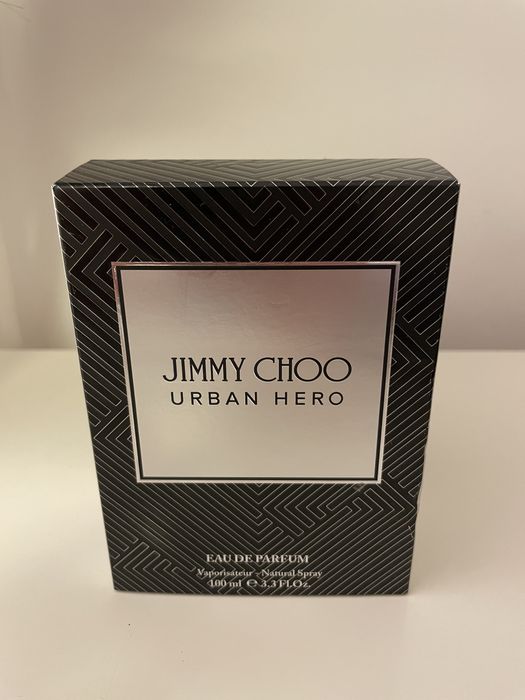 JIMMY CHOO
URBAN HERO
EAU DE PARFUM
Vaporisateur - Natural Spray
100 ml ℮ 3.3 Fl.Oz.